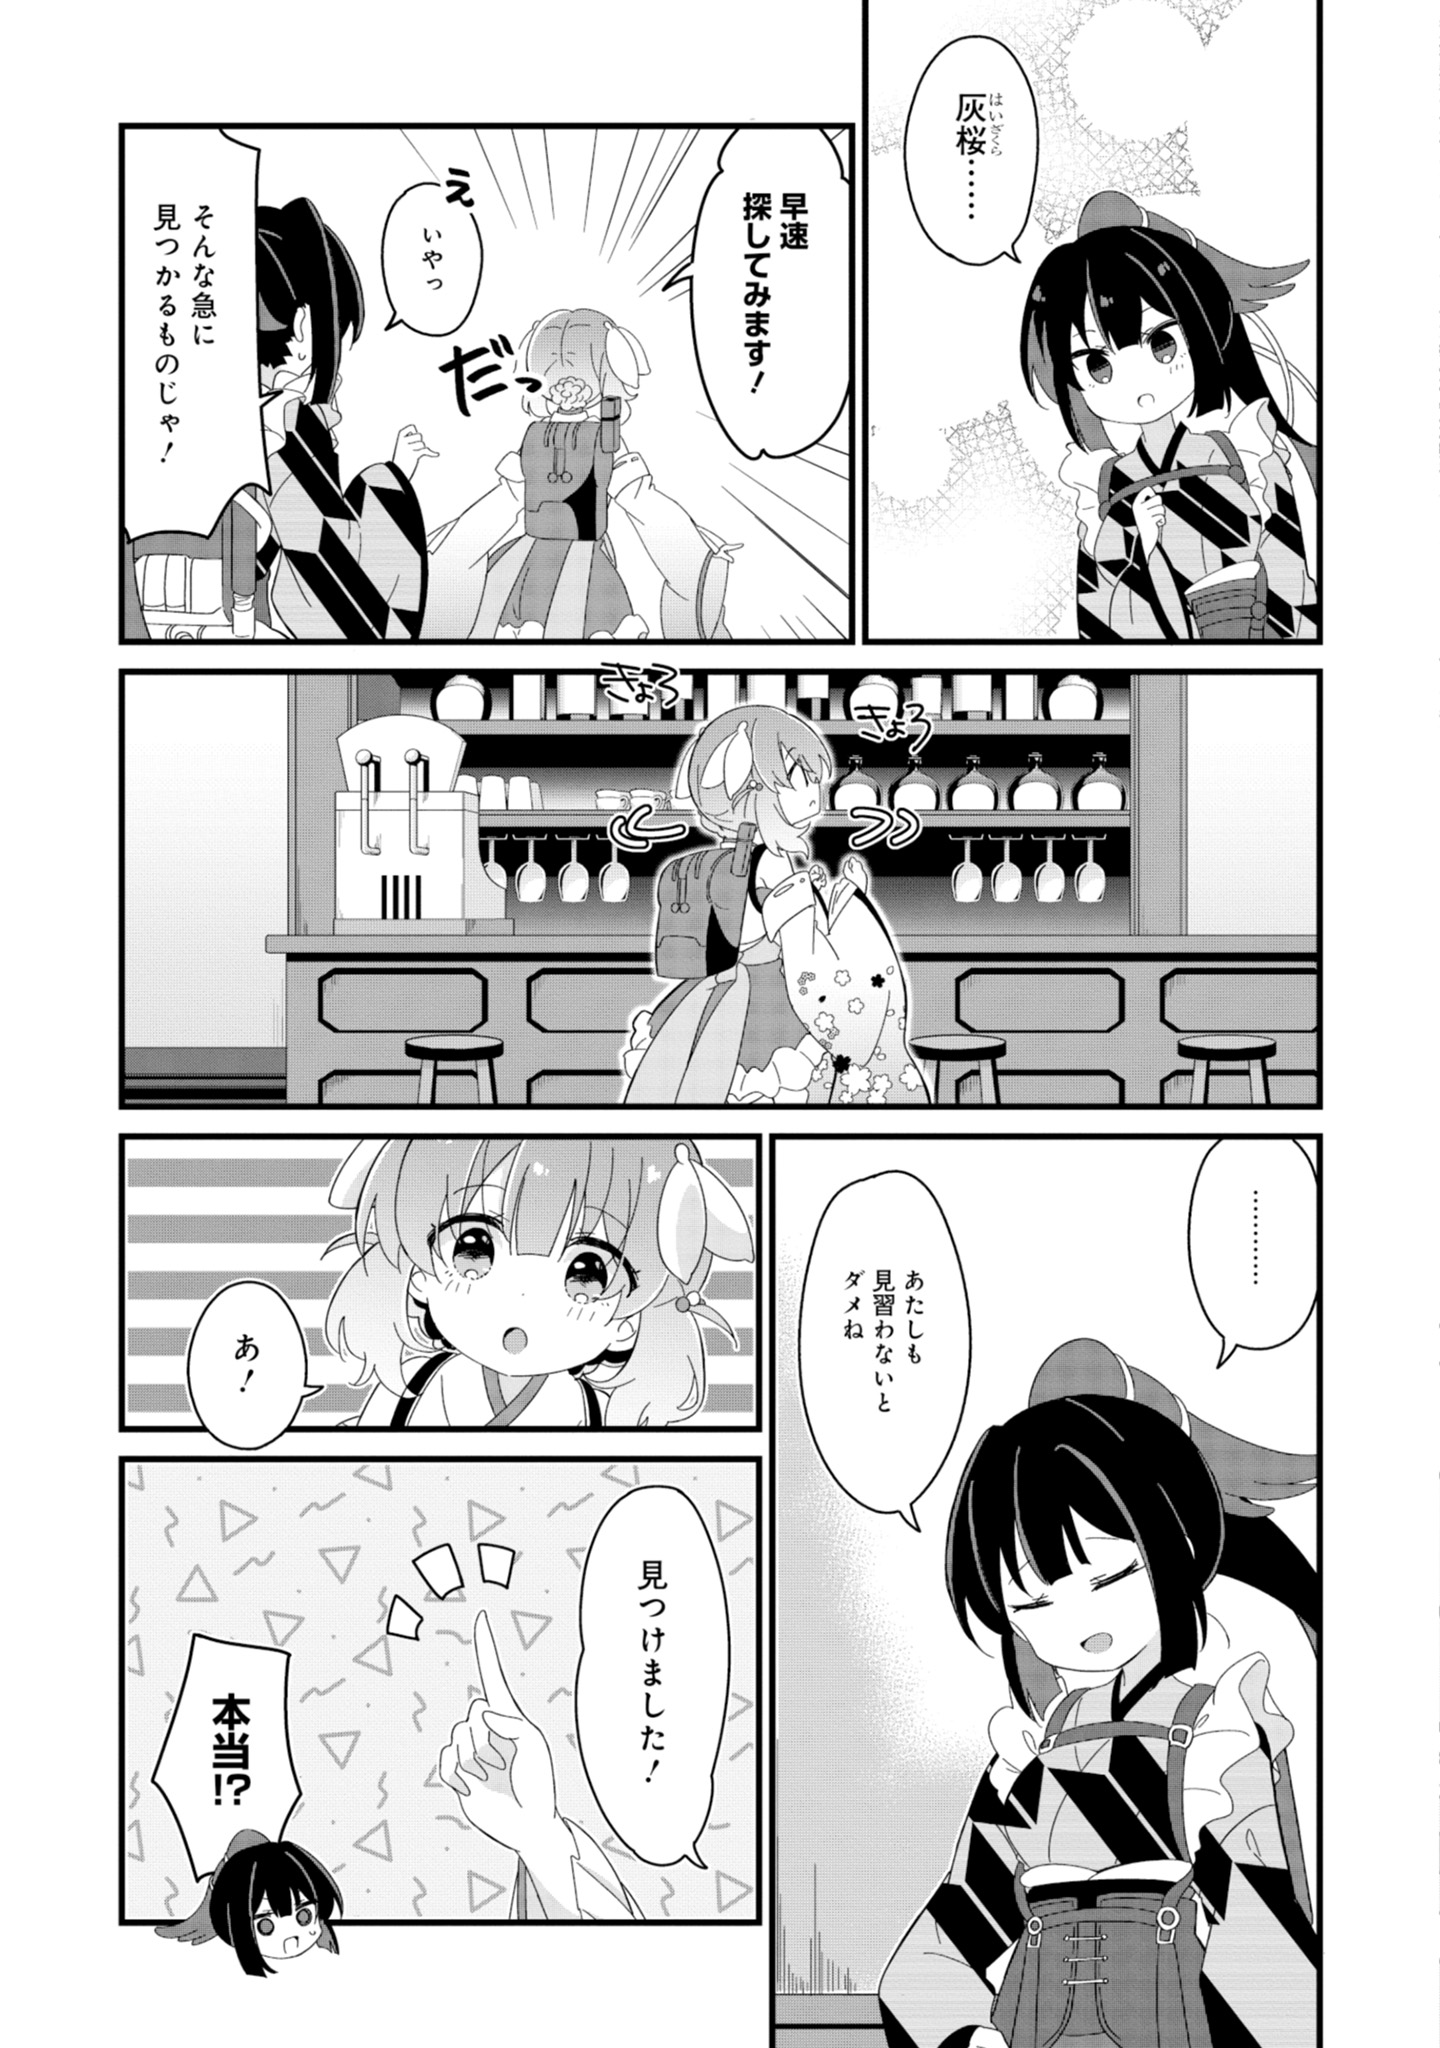 灰桜……
はいざくら
早速
探してみます！
え
いやっ
だっ
そんな急に
見つかるものじゃ！
きょろ
きょろ
………
あたしも
見習わないと
ダメね
あ！
見つけました！
本当!?